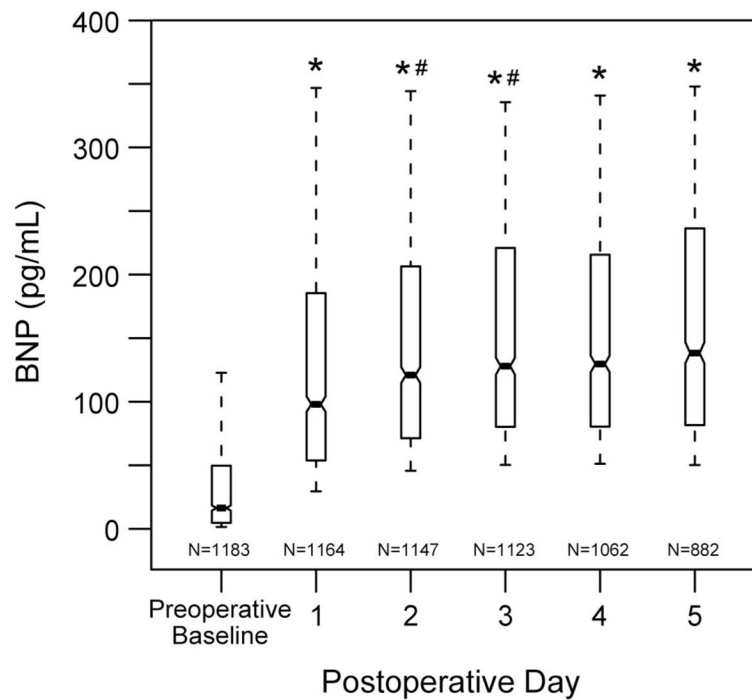 400
300
200
100
0
BNP (pg/mL)
*
*#
*#
*
*
N=1183
N=1164
N=1147
N=1123
N=1062
N=882
Preoperative
Baseline
1
2
3
4
5
Postoperative Day